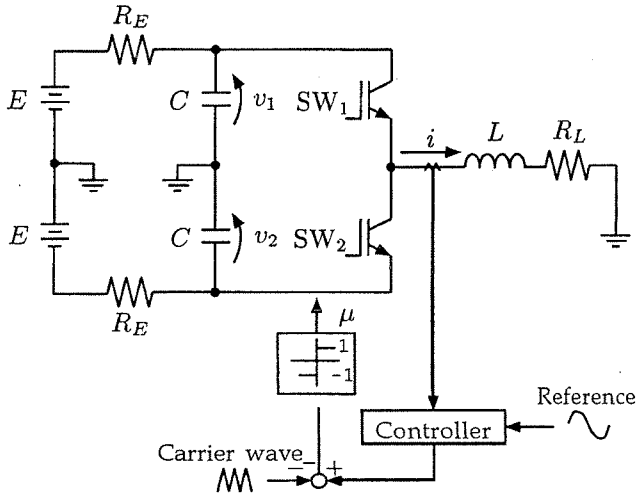 R_E
E
C
v_1
SW_1
i
L
R_L
E
C
v_2
SW_2
R_E
μ
1
-1
Reference
Controller
Carrier wave
− +